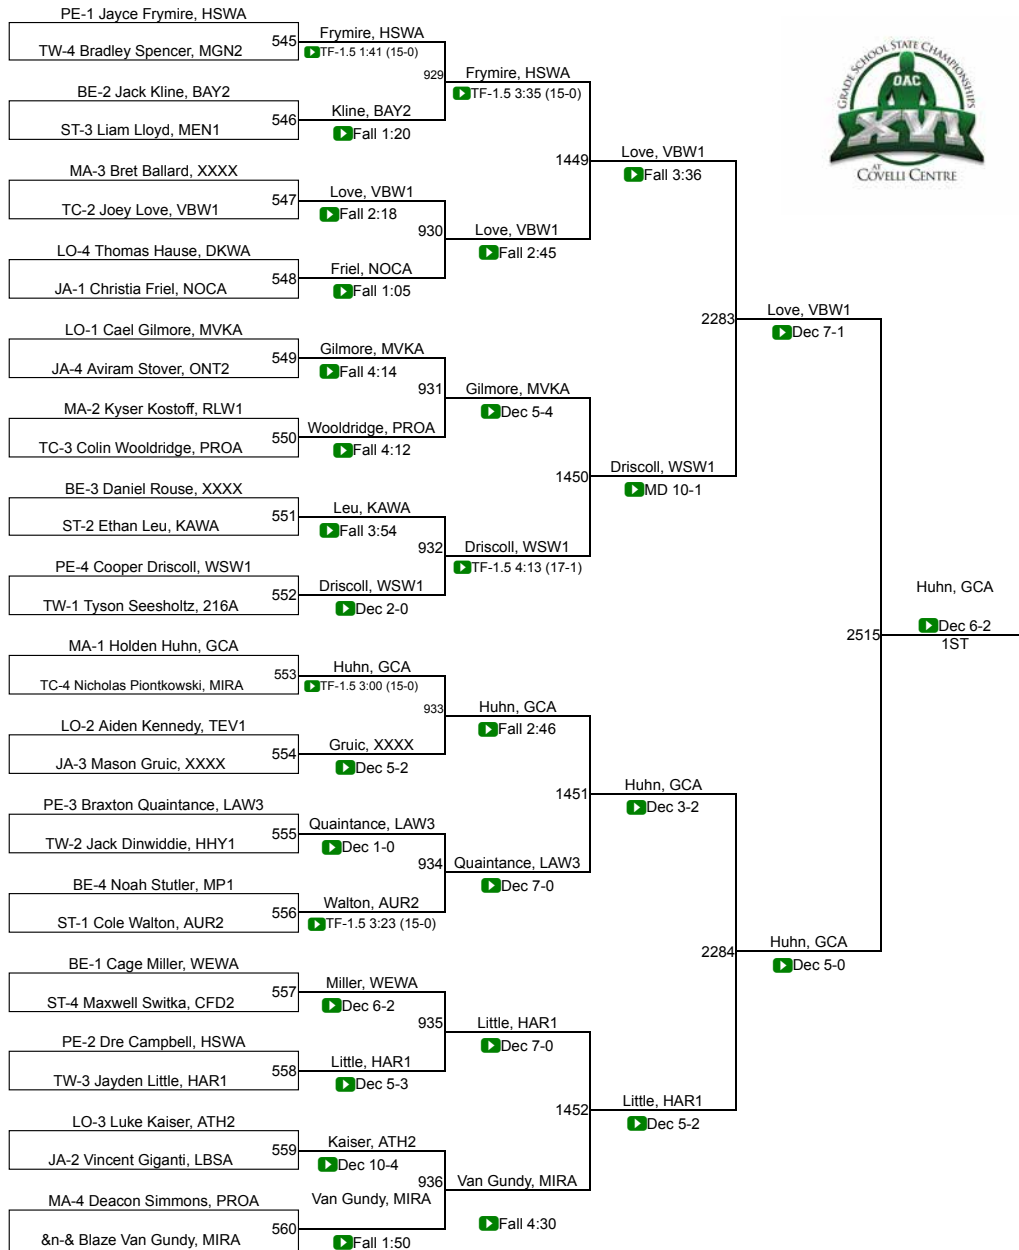 PE-1 Jayce Frymire, HSWA
TW-4 Bradley Spencer, MGN2
545
BE-2 Jack Kline, BAY2
ST-3 Liam Lloyd, MEN1
546
MA-3 Bret Ballard, XXXX
TC-2 Joey Love, VBW1
547
LO-4 Thomas Hause, DKWA
JA-1 Christia Friel, NOCA
548
LO-1 Cael Gilmore, MVKA
JA-4 Aviram Stover, ONT2
549
MA-2 Kyser Kostoff, RLW1
TC-3 Colin Wooldridge, PROA
550
BE-3 Daniel Rouse, XXXX
ST-2 Ethan Leu, KAWA
551
PE-4 Cooper Driscoll, WSW1
TW-1 Tyson Seesholtz, 216A
552
MA-1 Holden Huhn, GCA
TC-4 Nicholas Piontkowski, MIRA
553
LO-2 Aiden Kennedy, TEV1
JA-3 Mason Gruic, XXXX
554
PE-3 Braxton Quaintance, LAW3
TW-2 Jack Dinwiddie, HHY1
555
BE-4 Noah Stutler, MP1
ST-1 Cole Walton, AUR2
556
BE-1 Cage Miller, WEWA
ST-4 Maxwell Switka, CFD2
557
PE-2 Dre Campbell, HSWA
TW-3 Jayden Little, HAR1
558
LO-3 Luke Kaiser, ATH2
JA-2 Vincent Giganti, LBSA
559
MA-4 Deacon Simmons, PROA
&n-& Blaze Van Gundy, MIRA
560
Frymire, HSWA
TF-1.5 1:41 (15-0)
929
Kline, BAY2
Fall 1:20
Love, VBW1
Fall 2:18
930
Friel, NOCA
Fall 1:05
Gilmore, MVKA
Fall 4:14
931
Wooldridge, PROA
Fall 4:12
Leu, KAWA
Fall 3:54
932
Driscoll, WSW1
Dec 2-0
Huhn, GCA
TF-1.5 3:00 (15-0)
933
Gruic, XXXX
Dec 5-2
Quaintance, LAW3
Dec 1-0
934
Walton, AUR2
TF-1.5 3:23 (15-0)
Miller, WEWA
Dec 6-2
935
Little, HAR1
Dec 5-3
Kaiser, ATH2
Dec 10-4
936
Van Gundy, MIRA
Fall 1:50
Frymire, HSWA
TF-1.5 3:35 (15-0)
1449
Love, VBW1
Fall 2:45
Gilmore, MVKA
Dec 5-4
1450
Driscoll, WSW1
TF-1.5 4:13 (17-1)
Huhn, GCA
Fall 2:46
1451
Quaintance, LAW3
Dec 7-0
Little, HAR1
Dec 7-0
1452
Van Gundy, MIRA
Fall 4:30
Love, VBW1
Fall 3:36
2283
Driscoll, WSW1
MD 10-1
Huhn, GCA
Dec 3-2
2284
Little, HAR1
Dec 5-2
Love, VBW1
Dec 7-1
2515
Huhn, GCA
Dec 5-0
Huhn, GCA
Dec 6-2
1ST
GRADE SCHOOL STATE CHAMPIONSHIPS
OAC
XVI
AT
COVELLI CENTRE